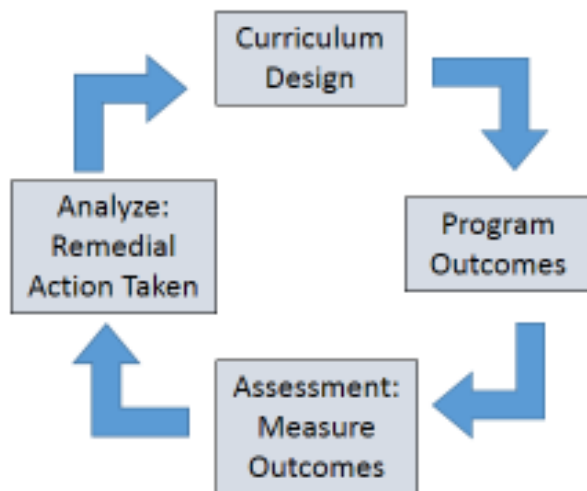 Curriculum
Design
Program
Outcomes
Assessment:
Measure
Outcomes
Analyze:
Remedial
Action Taken